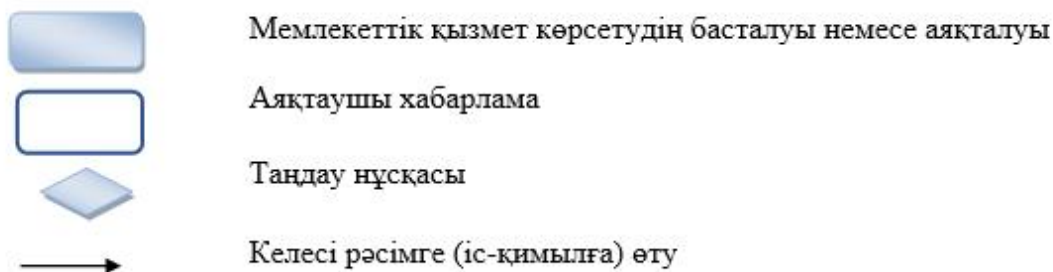 Мемлекеттік қызмет көрсетудің басталуы немесе аяқталуы
Аяқтаушы хабарлама
Таңдау нұсқасы
Келесі рәсімге (іс-қимылға) өту